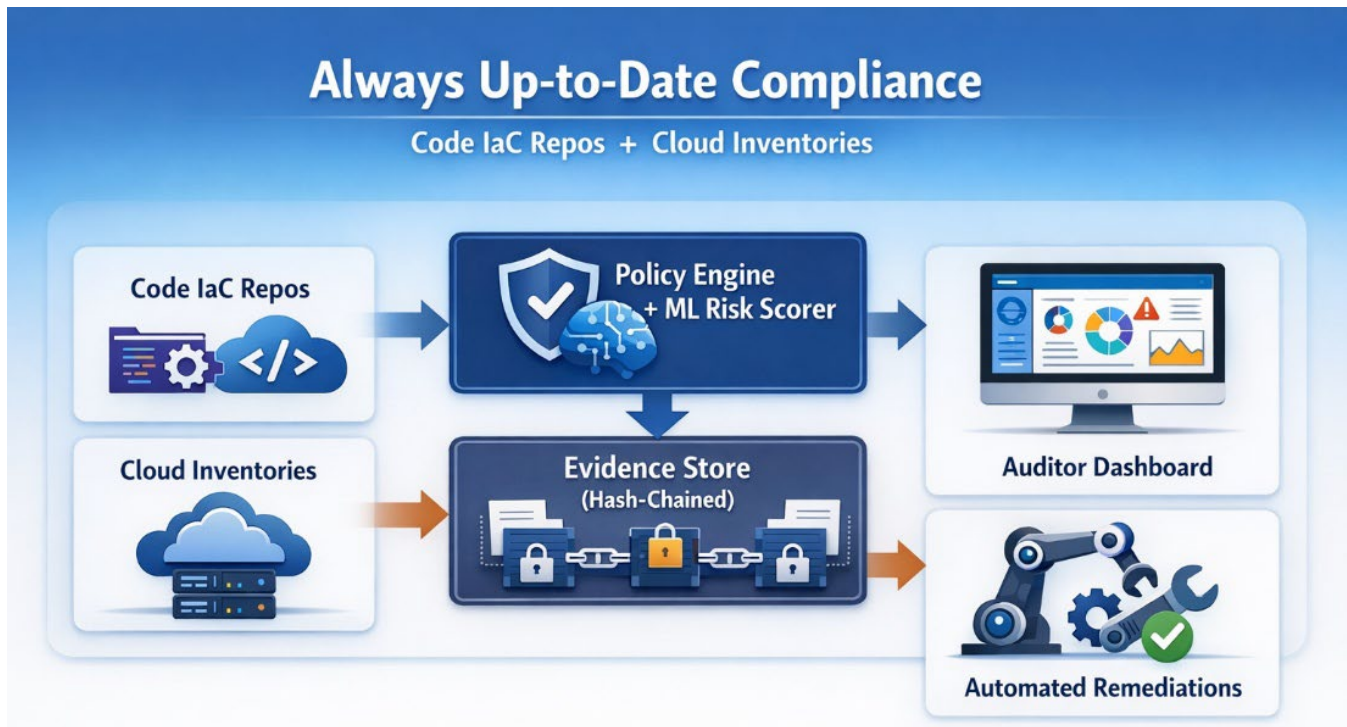 Always Up-to-Date Compliance
Code IaC Repos + Cloud Inventories
Code IaC Repos
Cloud Inventories
Policy Engine
+ ML Risk Scorer
Evidence Store
(Hash-Chained)
Auditor Dashboard
Automated Remediations